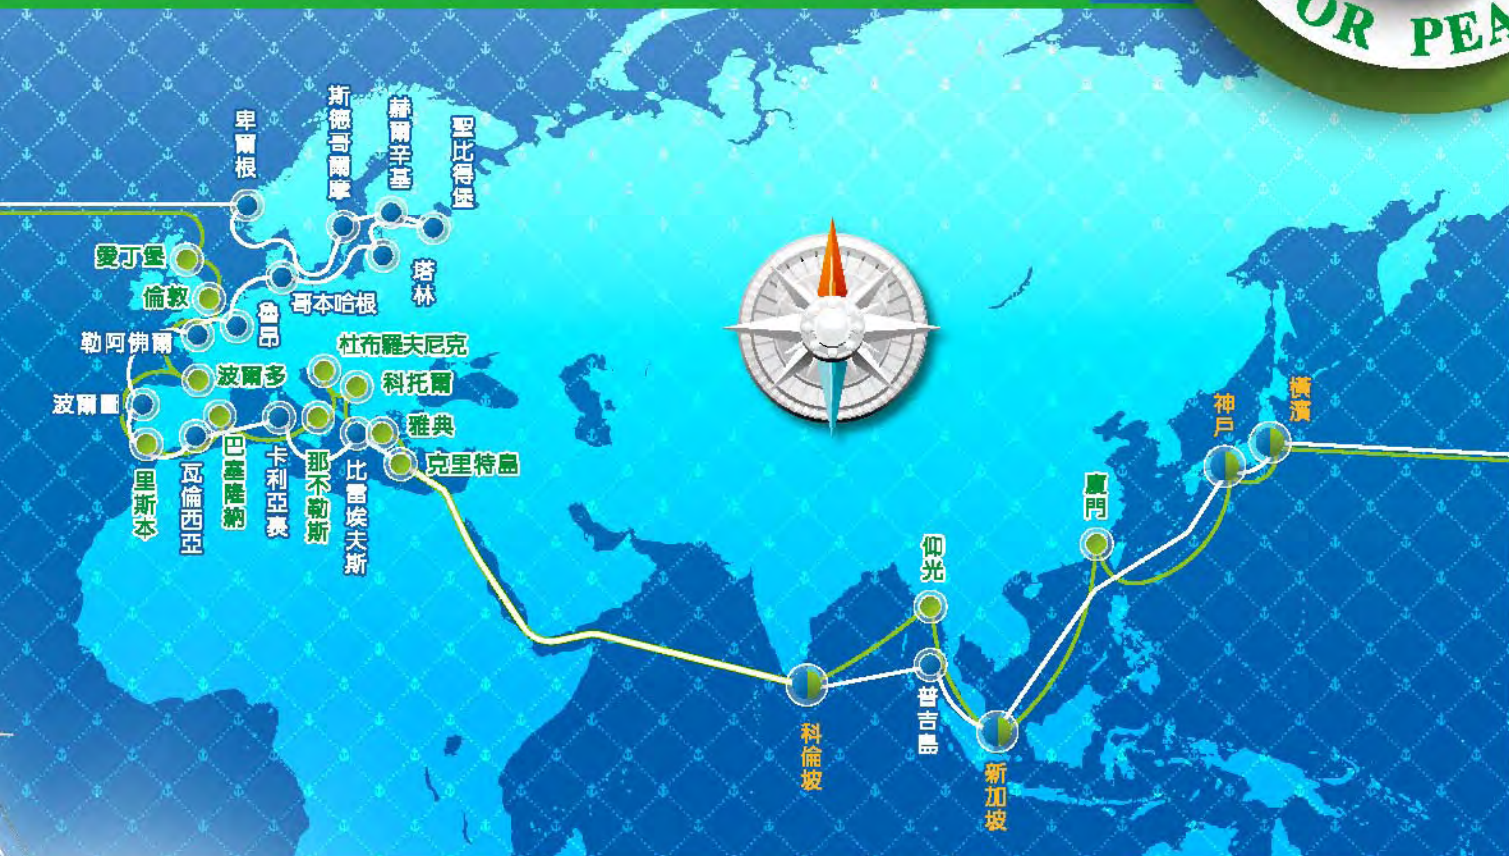 OR PEA
卑爾根
斯德哥爾摩
赫爾辛基
聖比得堡
愛丁堡
倫敦
塔林
哥本哈根
魯昂
勒阿佛爾
杜布羅夫尼克
波爾多
科托爾
波爾圖
雅典
克里特島
里斯本
瓦倫西亞
巴塞隆納
卡利亞裏
那不勒斯
比雷埃夫斯
橫濱
神戶
廈門
仰光
普吉島
科倫坡
新加坡